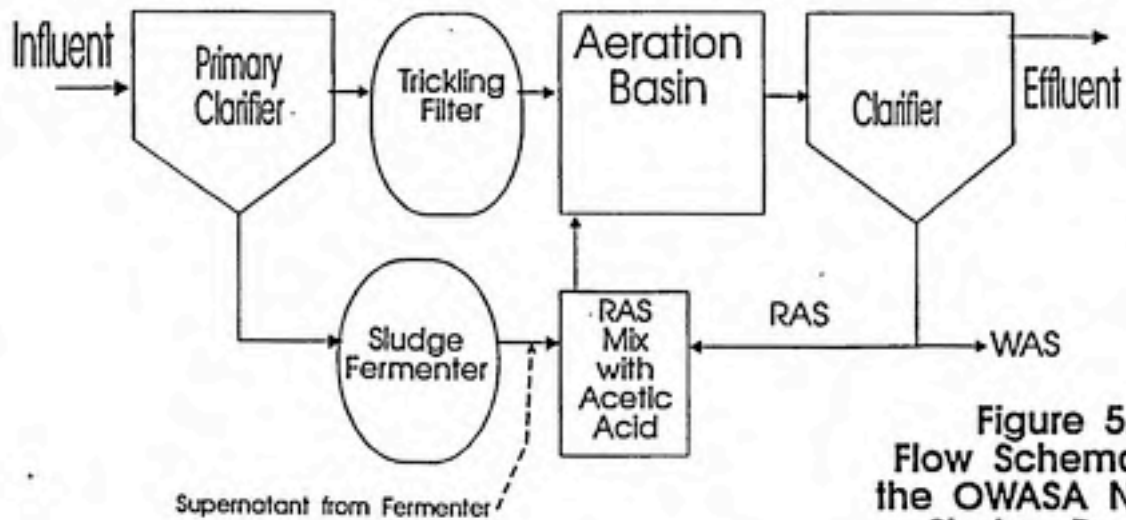 Influent
Primary
Clarifier
Trickling
Filter
Aeration
Basin
Clarifier
Effluent
Sludge
Fermenter
RAS
Mix
with
Acetic
Acid
RAS
WAS
Supernatant from Fermenter
Figure 5
Flow Schema
the OWASA N